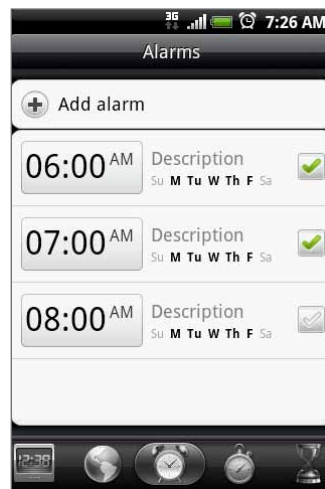 3G 7:26 AM
Alarms
Add alarm
06:00 AM Description
Su M Tu W Th F Sa
07:00 AM Description
Su M Tu W Th F Sa
08:00 AM Description
Su M Tu W Th F Sa
12:38